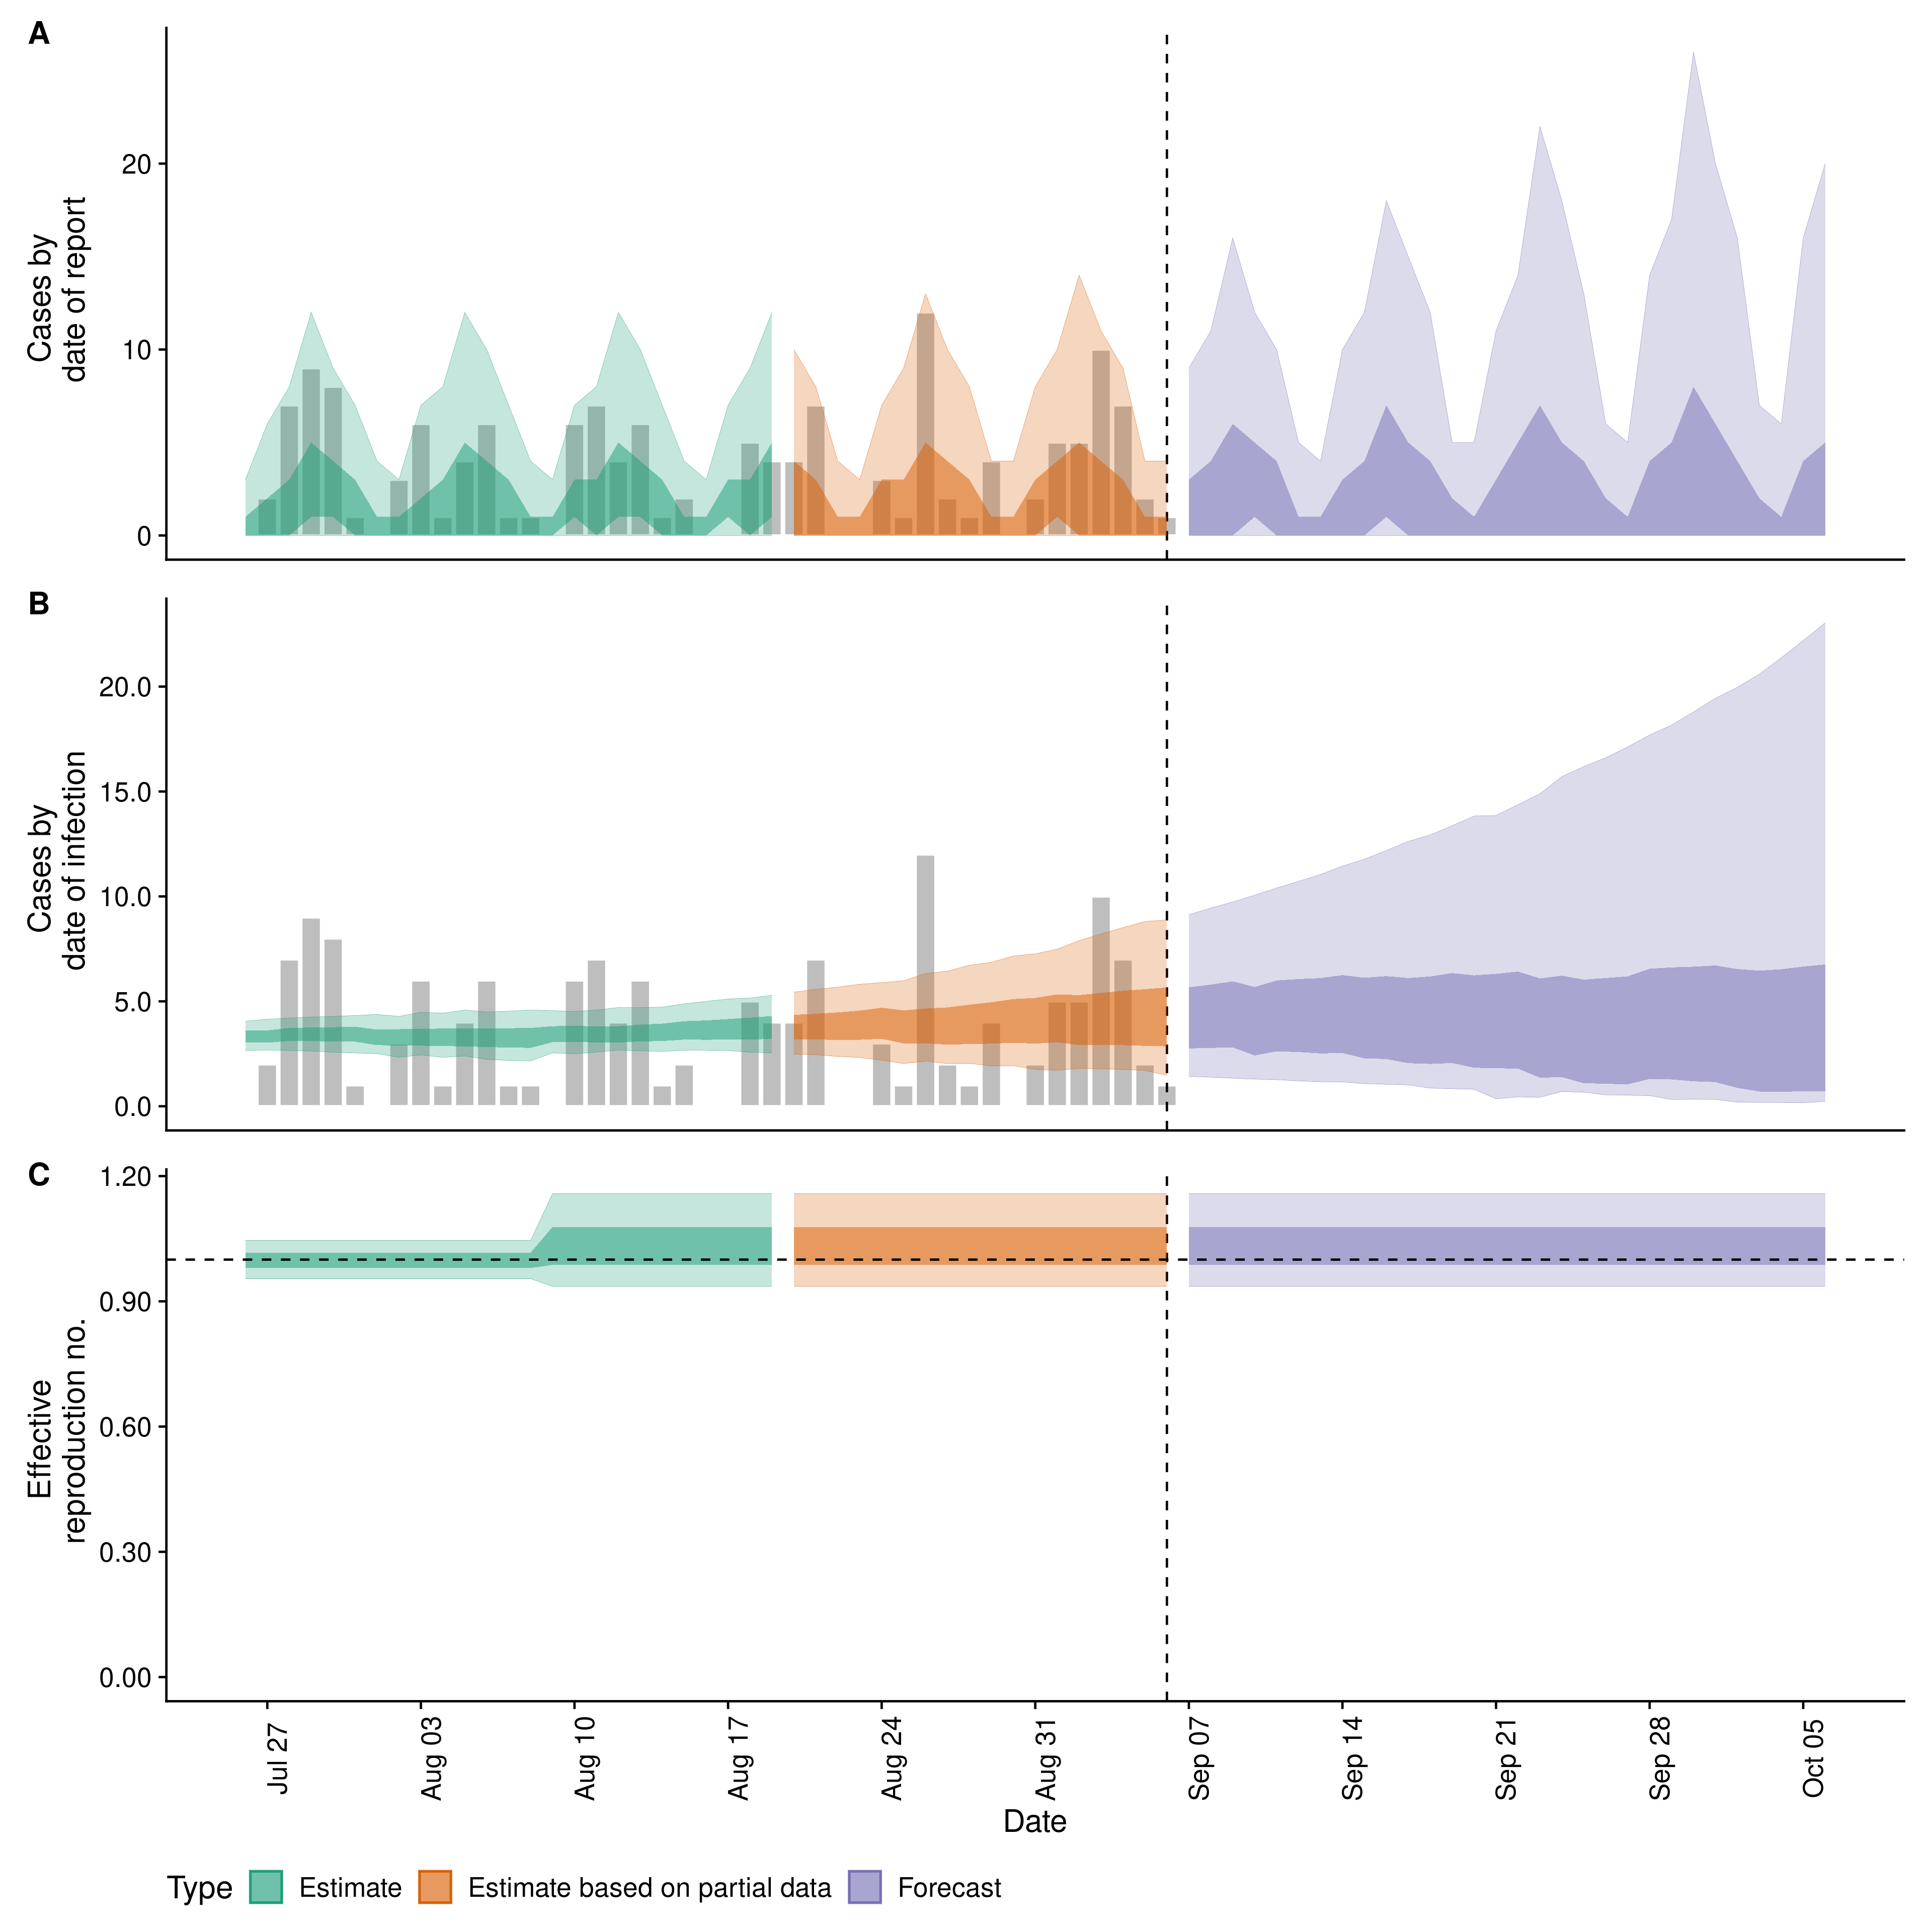 A
Cases by
date of report
20
10
0
B
Cases by
date of infection
20.0
15.0
10.0
5.0
0.0
C
Effective
reproduction no.
1.20
0.90
0.60
0.30
0.00
Jul 27
Aug 03
Aug 10
Aug 17
Aug 24
Aug 31
Sep 07
Sep 14
Sep 21
Sep 28
Oct 05
Date
Type Estimate Estimate based on partial data Forecast